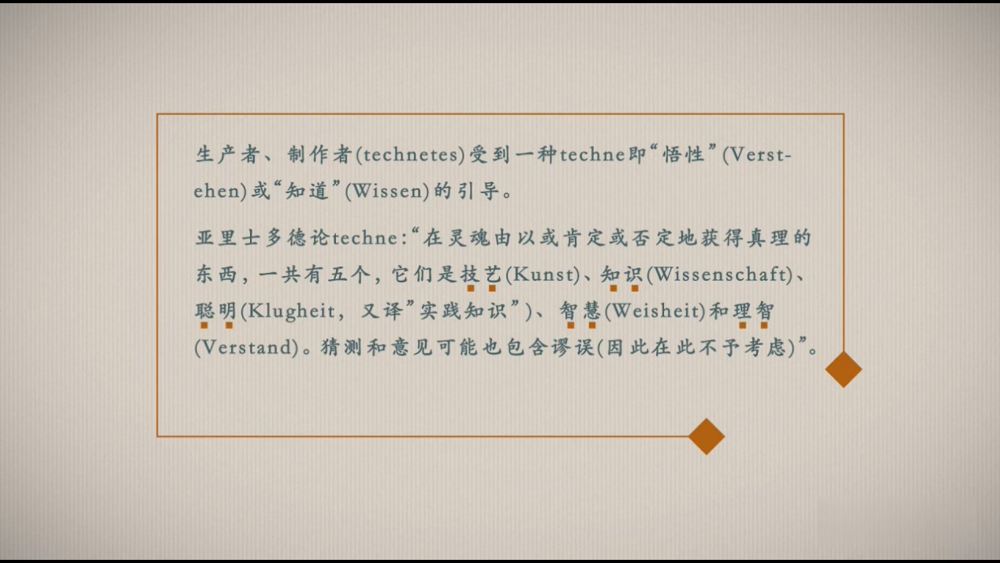 生产者、制作者(technetes)受到一种techne即“悟性”(Verst-
ehen)或“知道”(Wissen)的引导。
亚里士多德论techne:“在灵魂由以或肯定或否定地获得真理的
东西，一共有五个，它们是技艺(Kunst)、知识(Wissenschaft)、
聪明(Klugheit，又译”实践知识”)、智慧(Weisheit)和理智
(Verstand)。猜测和意见可能也包含谬误(因此在此不予考虑)”。